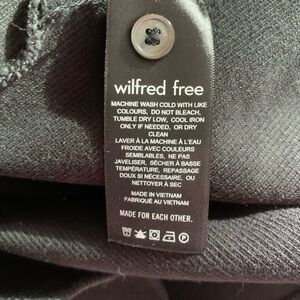 wilfred free
MACHINE WASH COLD WITH LIKE
COLOURS, DO NOT BLEACH,
TUMBLE DRY LOW, COOL IRON
ONLY IF NEEDED, OR DRY
CLEAN
LAVER À LA MACHINE À L'EAU
FROIDE AVEC COULEURS
SEMBLABLES, NE PAS
JAVELISER, SÉCHER À BASSE
TEMPÉRATURE, REPASSAGE
DOUX SI NÉCESSAIRE, OU
NETTOYER À SEC
MADE IN VIETNAM
FABRIQUÉ AU VIETNAM
MADE FOR EACH OTHER.